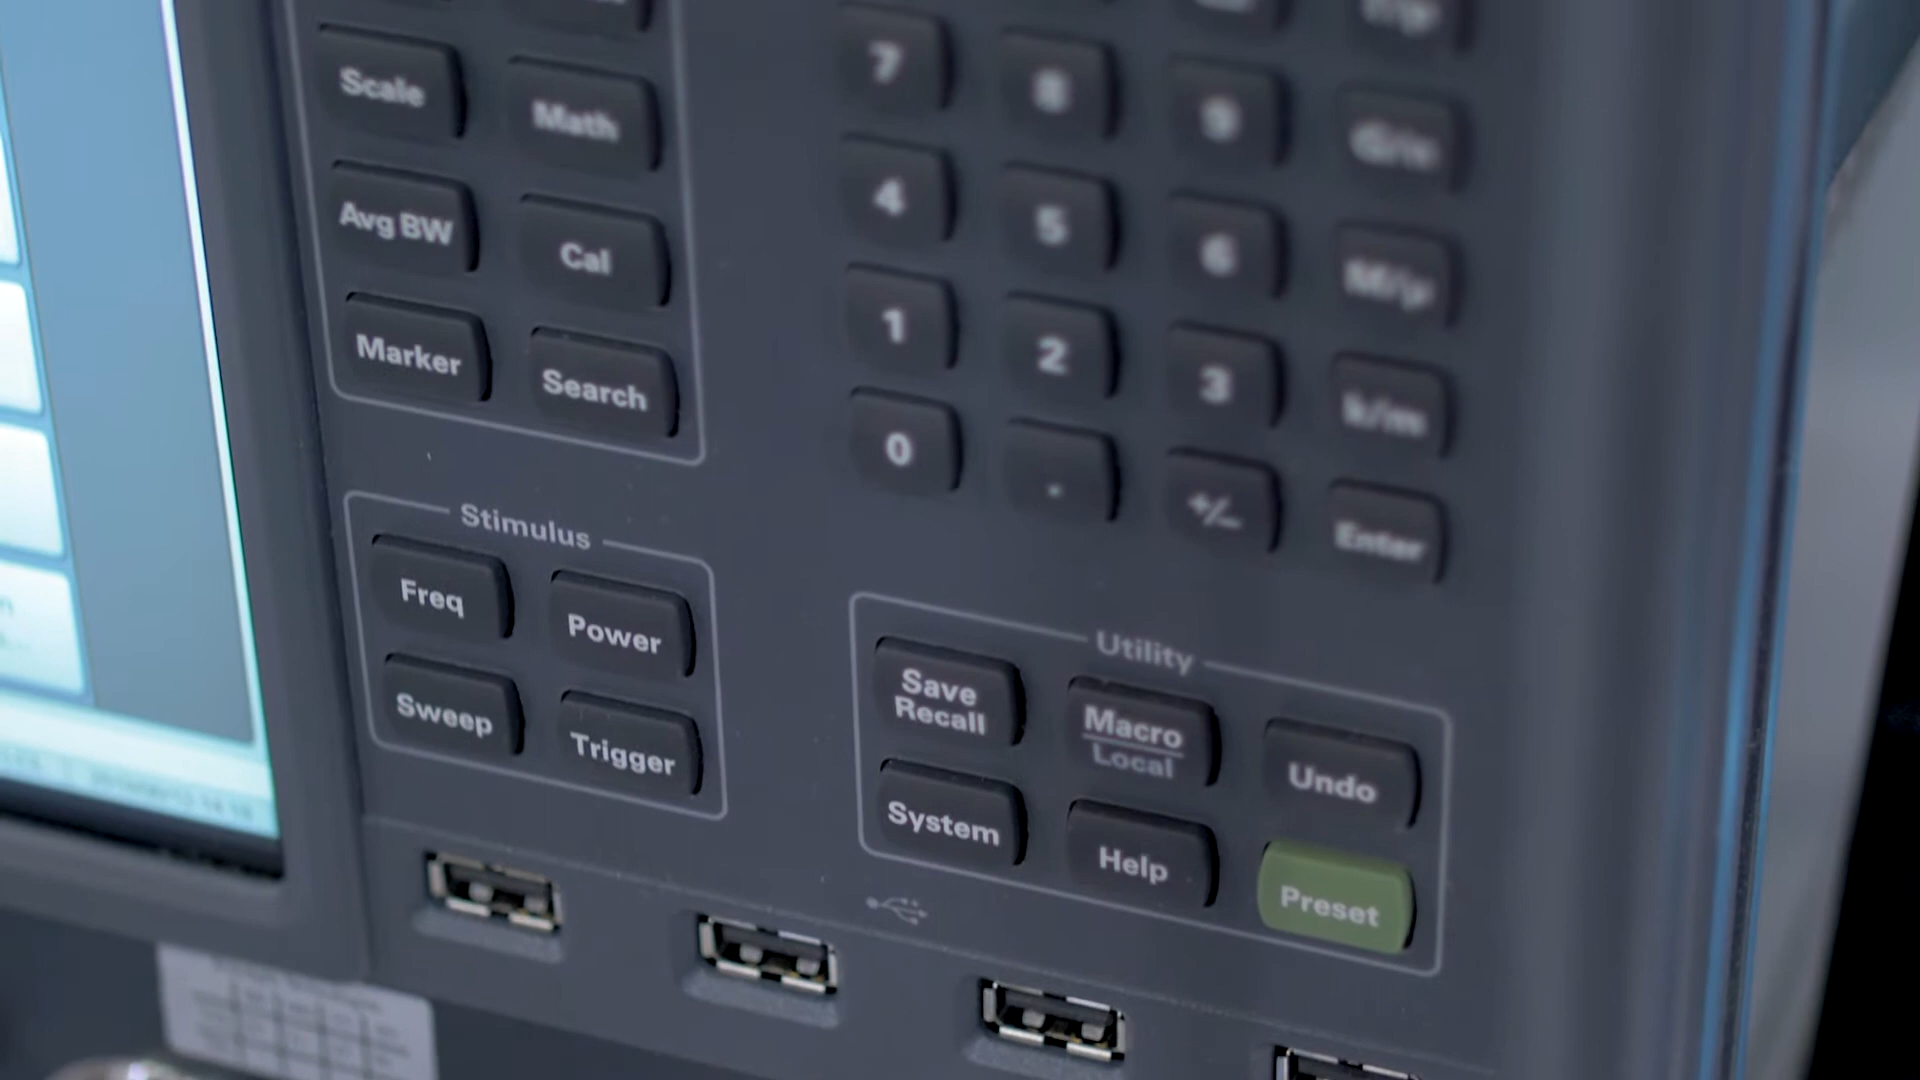 Scale
Math
Avg BW
Cal
Marker
Search
7
8
9
G/n
4
5
6
M/µ
1
2
3
k/m
0
.
+/−
Enter
Stimulus
Freq
Power
Sweep
Trigger
Utility
Save
Recall
Macro
Local
Undo
System
Help
Preset